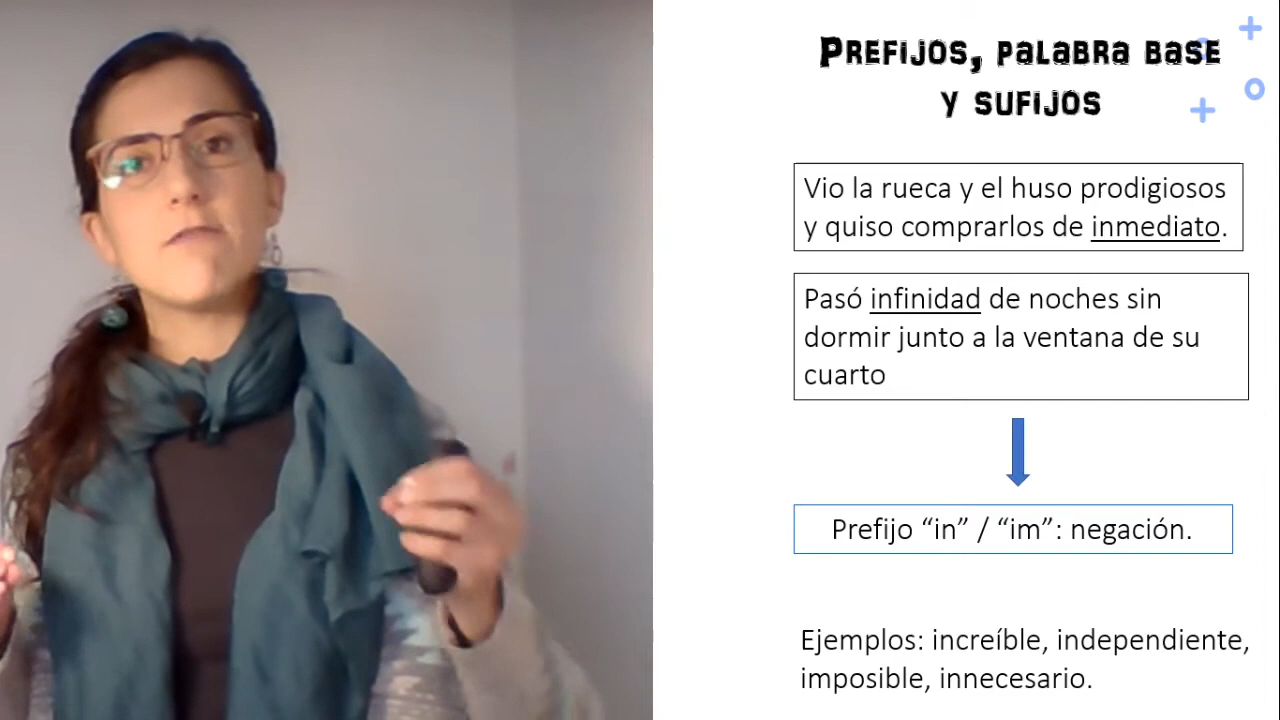 Prefijos, palabra base
y sufijos
Vio la rueca y el huso prodigiosos
y quiso comprarlos de inmediato.
Pasó infinidad de noches sin
dormir junto a la ventana de su
cuarto
Prefijo “in” / “im”: negación.
Ejemplos: increíble, independiente,
imposible, innecesario.